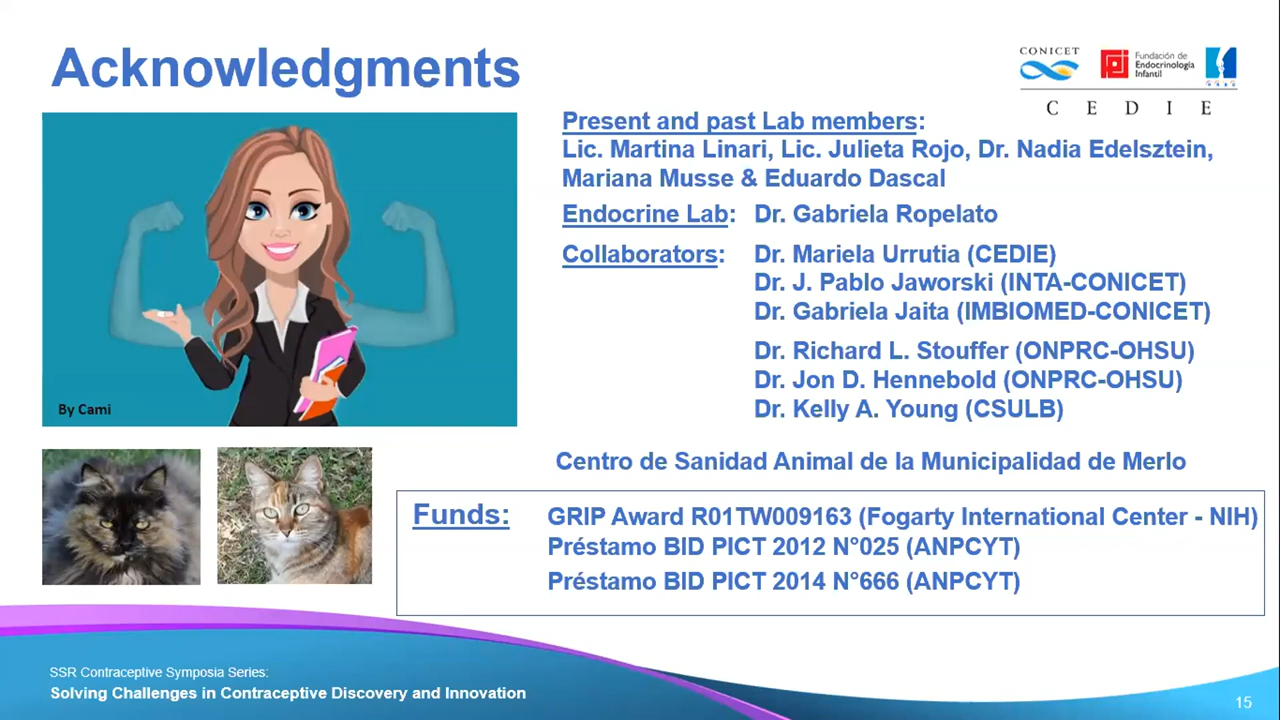 Acknowledgments
CONICET
Fundación de
Endocrinología
Infantil
C E D I E
Present and past Lab members:
Lic. Martina Linari, Lic. Julieta Rojo, Dr. Nadia Edelsztein,
Mariana Musse & Eduardo Dascal
Endocrine Lab: Dr. Gabriela Ropelato
Collaborators: Dr. Mariela Urrutia (CEDIE)
Dr. J. Pablo Jaworski (INTA-CONICET)
Dr. Gabriela Jaita (IMBIOMED-CONICET)
Dr. Richard L. Stouffer (ONPRC-OHSU)
Dr. Jon D. Hennebold (ONPRC-OHSU)
Dr. Kelly A. Young (CSULB)
By Cami
Centro de Sanidad Animal de la Municipalidad de Merlo
Funds: GRIP Award R01TW009163 (Fogarty International Center - NIH)
Préstamo BID PICT 2012 N°025 (ANPCYT)
Préstamo BID PICT 2014 N°666 (ANPCYT)
SSR Contraceptive Symposia Series:
Solving Challenges in Contraceptive Discovery and Innovation
15